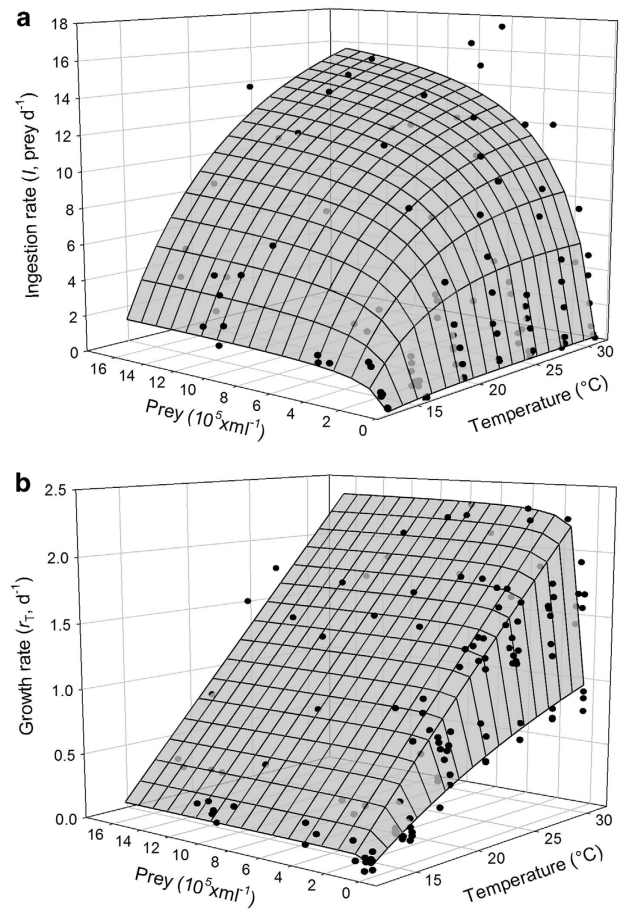 a
Ingestion rate (I, prey d⁻¹)
18
16
14
12
10
8
6
4
2
0
16 14 12 10 8 6 4 2 0
Prey (10⁵xml⁻¹)
15 20 25 30
Temperature (°C)
b
Growth rate (r_T, d⁻¹)
2.5
2.0
1.5
1.0
0.5
0.0
16 14 12 10 8 6 4 2 0
Prey (10⁵xml⁻¹)
15 20 25 30
Temperature (°C)